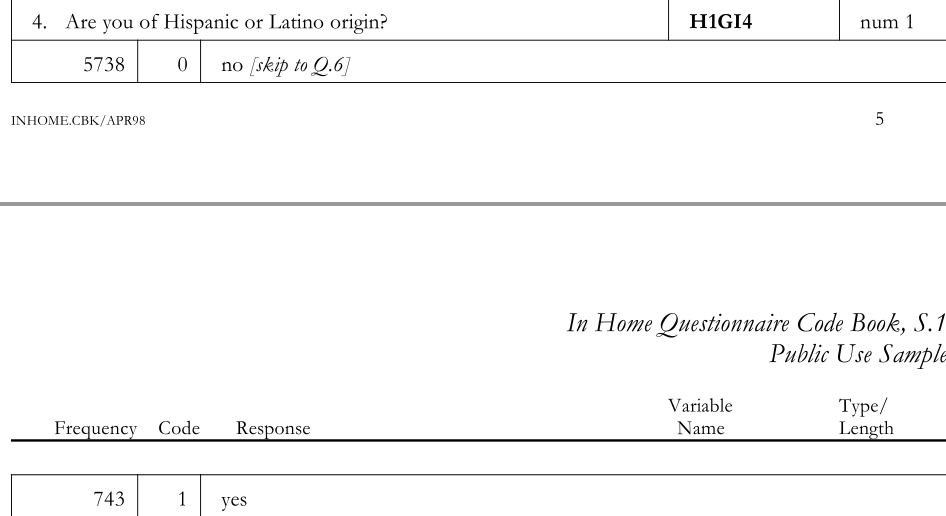 4. Are you of Hispanic or Latino origin? H1GI4 num 1
5738 0 no [skip to Q.6]
INHOME.CBK/APR98 5
In Home Questionnaire Code Book, S.1
Public Use Sample
Variable Type/
Frequency Code Response Name Length
743 1 yes